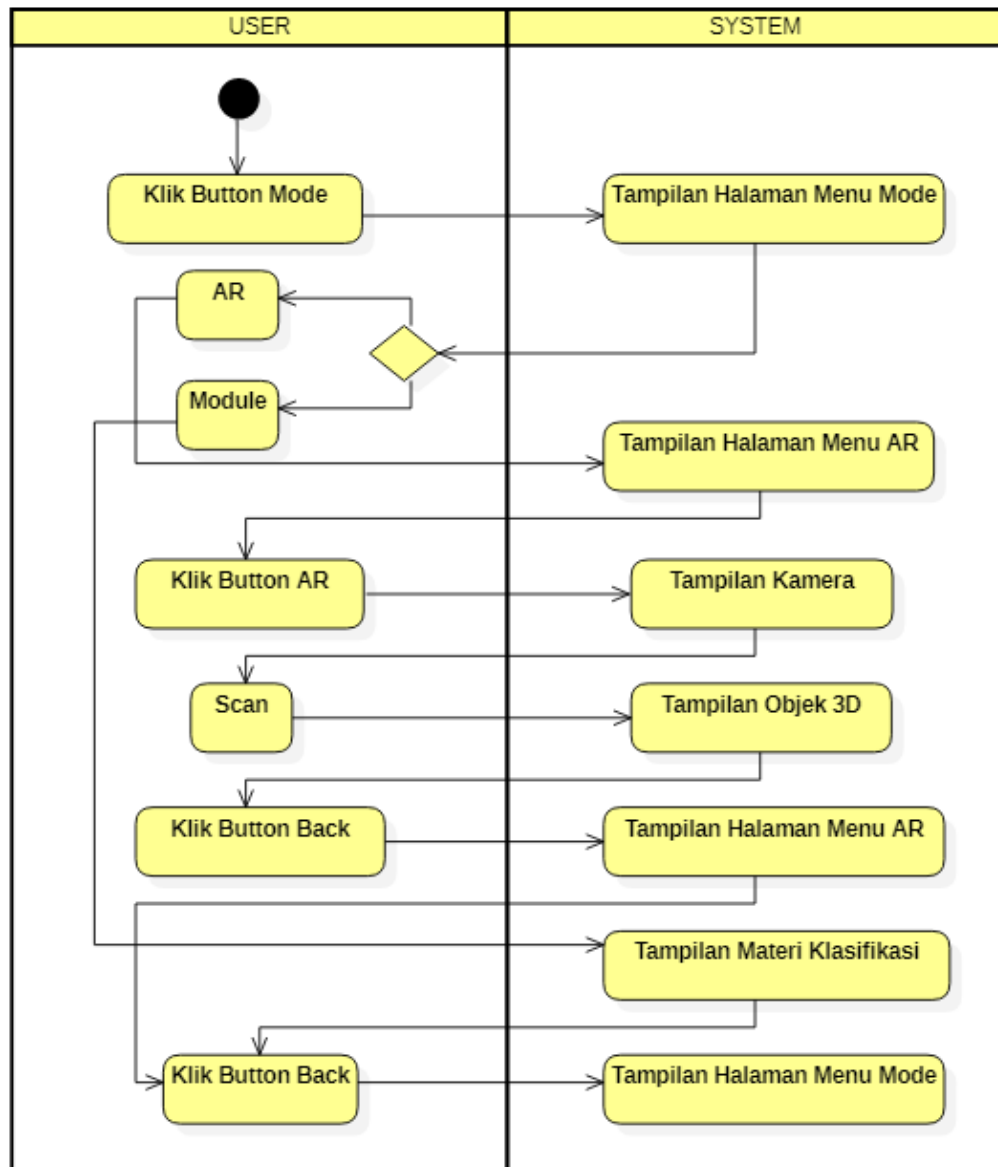 USER
SYSTEM
Klik Button Mode
Tampilan Halaman Menu Mode
AR
Module
Tampilan Halaman Menu AR
Klik Button AR
Tampilan Kamera
Scan
Tampilan Objek 3D
Klik Button Back
Tampilan Halaman Menu AR
Tampilan Materi Klasifikasi
Klik Button Back
Tampilan Halaman Menu Mode